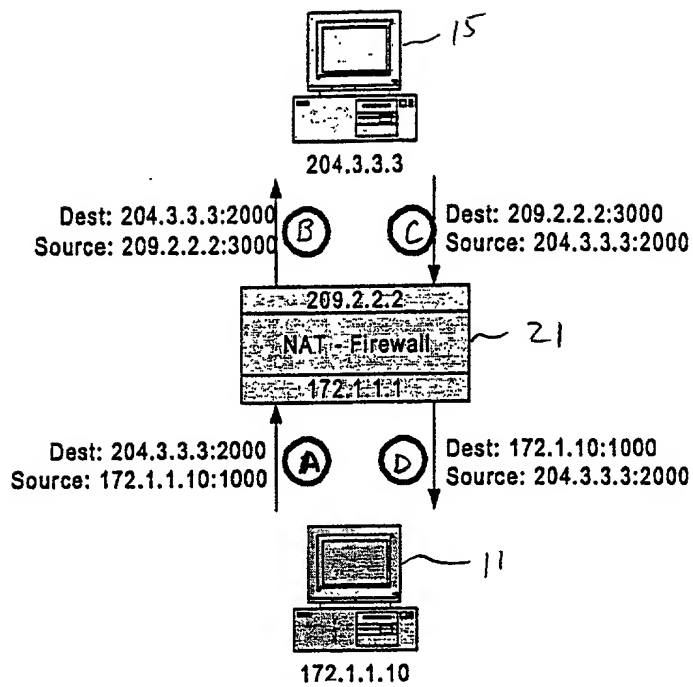 15
204.3.3.3
Dest: 204.3.3.3:2000
Source: 209.2.2.2:3000
B
C
Dest: 209.2.2.2:3000
Source: 204.3.3.3:2000
209.2.2.2
NAT - Firewall
172.1.1.1
21
Dest: 204.3.3.3:2000
Source: 172.1.1.10:1000
A
D
Dest: 172.1.10:1000
Source: 204.3.3.3:2000
11
172.1.1.10